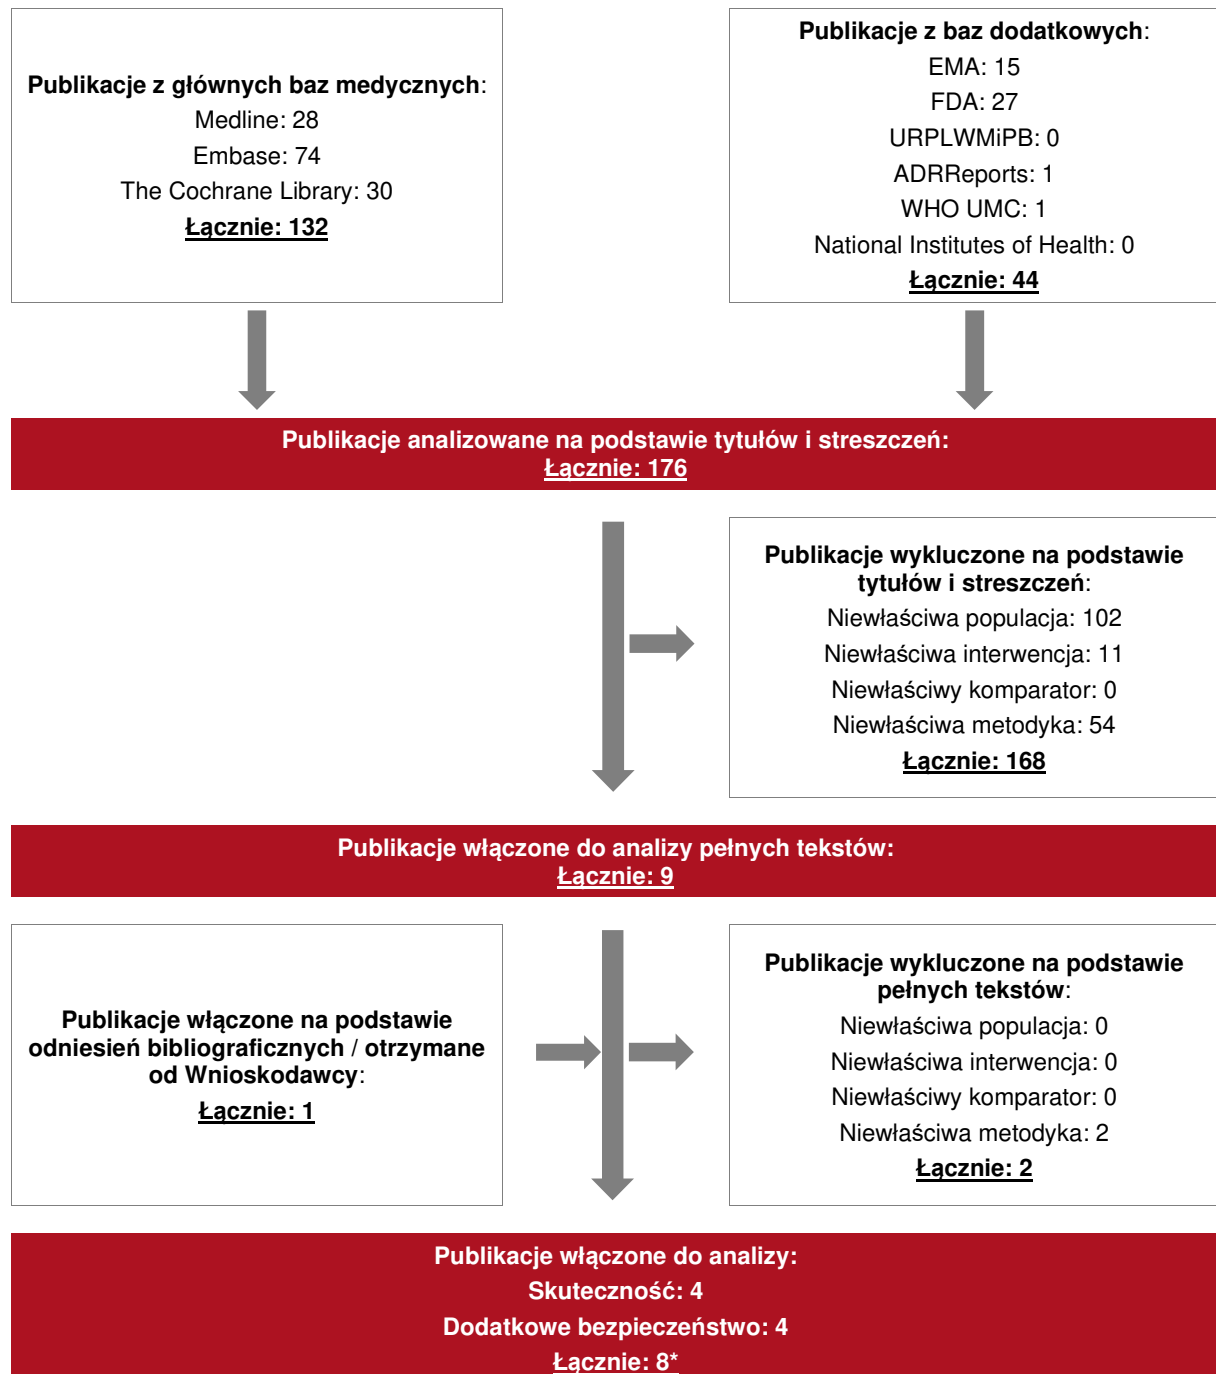 Publikacje z głównych baz medycznych:
Medline: 28
Embase: 74
The Cochrane Library: 30
Łącznie: 132
Publikacje z baz dodatkowych:
EMA: 15
FDA: 27
URPLWMiPB: 0
ADRReports: 1
WHO UMC: 1
National Institutes of Health: 0
Łącznie: 44
Publikacje analizowane na podstawie tytułów i streszczeń:
Łącznie: 176
Publikacje wykluczone na podstawie
tytułów i streszczeń:
Niewłaściwa populacja: 102
Niewłaściwa interwencja: 11
Niewłaściwy komparator: 0
Niewłaściwa metodyka: 54
Łącznie: 168
Publikacje włączone do analizy pełnych tekstów:
Łącznie: 9
Publikacje włączone na podstawie
odniesień bibliograficznych / otrzymane
od Wnioskodawcy:
Łącznie: 1
Publikacje wykluczone na podstawie
pełnych tekstów:
Niewłaściwa populacja: 0
Niewłaściwa interwencja: 0
Niewłaściwy komparator: 0
Niewłaściwa metodyka: 2
Łącznie: 2
Publikacje włączone do analizy:
Skuteczność: 4
Dodatkowe bezpieczeństwo: 4
Łącznie: 8*